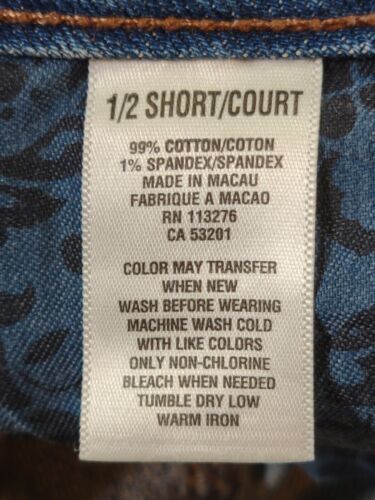 1/2 SHORT/COURT
99% COTTON/COTON
1% SPANDEX/SPANDEX
MADE IN MACAU
FABRIQUE A MACAO
RN 113276
CA 53201
COLOR MAY TRANSFER
WHEN NEW
WASH BEFORE WEARING
MACHINE WASH COLD
WITH LIKE COLORS
ONLY NON-CHLORINE
BLEACH WHEN NEEDED
TUMBLE DRY LOW
WARM IRON